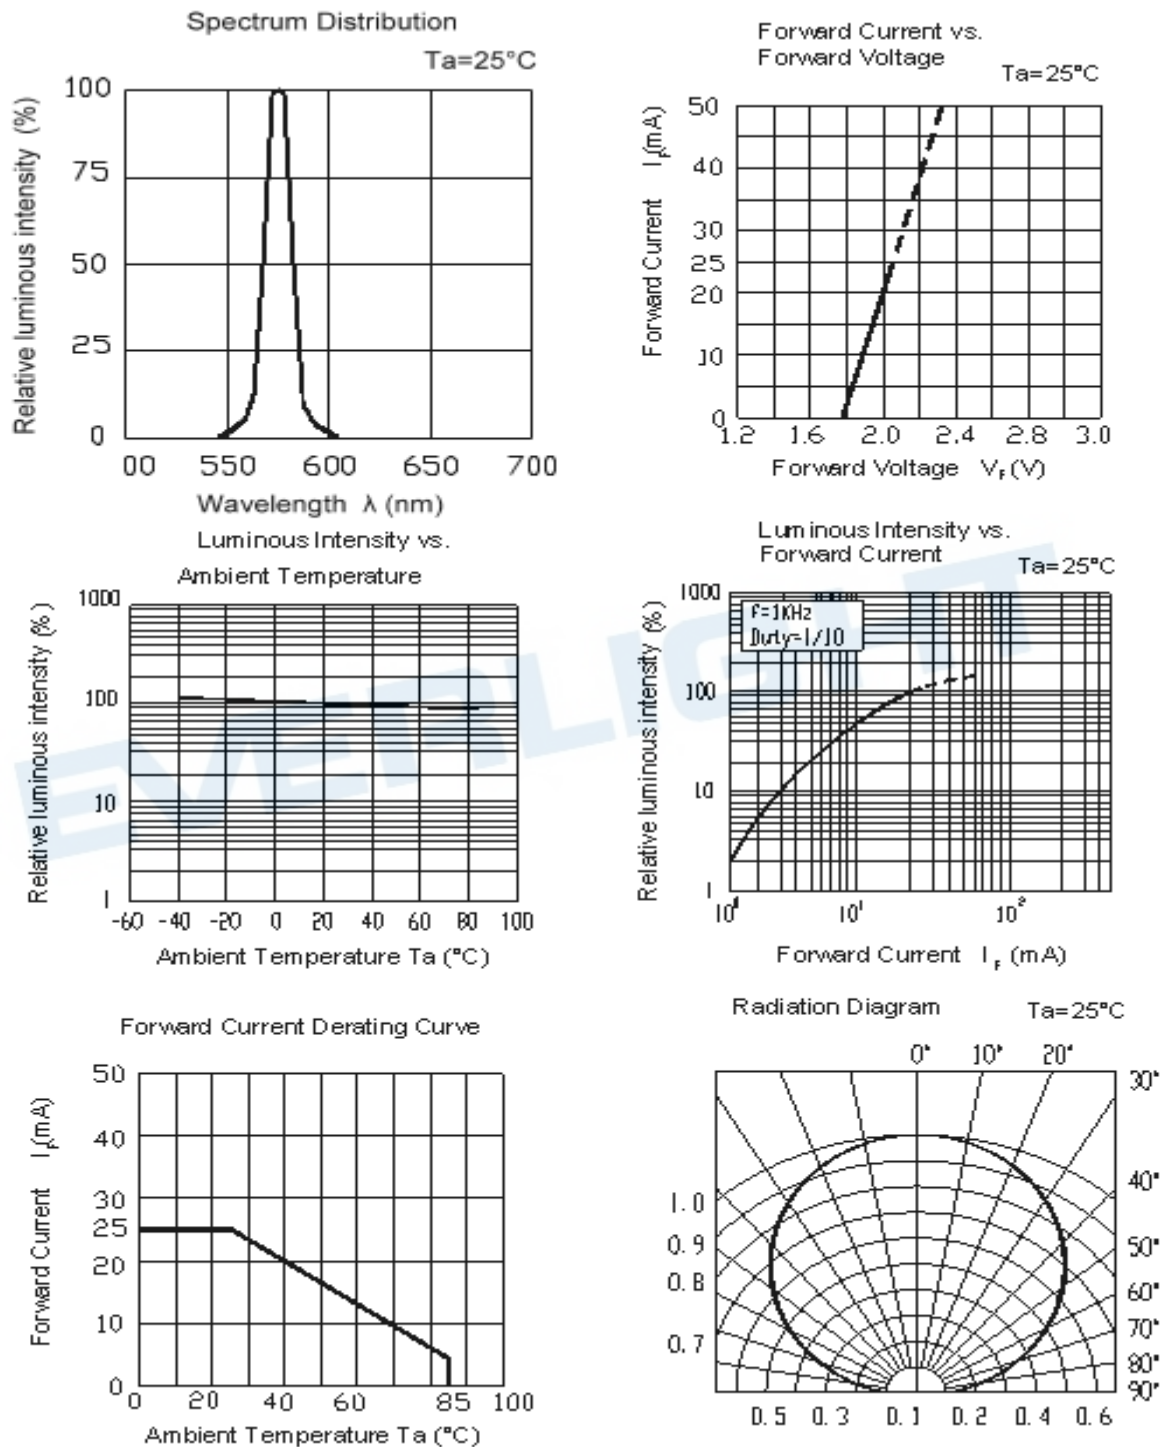 Spectrum Distribution
Ta=25°C
Relative luminous intensity (%)
100
75
50
25
0
00 550 600 650 700
Wavelength λ (nm)
Forward Current vs.
Forward Voltage
Ta=25°C
Forward Current I_F(mA)
50
40
30
25
20
10
0
1.2 1.6 2.0 2.4 2.8 3.0
Forward Voltage V_F(V)
Luminous Intensity vs.
Ambient Temperature
Relative luminous intensity (%)
1000
100
10
1
-60 -40 -20 0 20 40 60 80 100
Ambient Temperature Ta (°C)
Luminous Intensity vs.
Forward Current
Ta=25°C
Relative luminous intensity (%)
1000
100
10
1
f=1KHz
Duty=1/10
10¹ 10²
Forward Current I_F (mA)
EVERLIGHT
Forward Current Derating Curve
Forward Current I_F(mA)
50
40
30
25
20
10
0
0 20 40 60 85 100
Ambient Temperature Ta (°C)
Radiation Diagram
Ta=25°C
0° 10° 20°
30°
40°
50°
60°
70°
80°
90°
1.0
0.9
0.8
0.7
0.5 0.3 0.1 0.2 0.4 0.6